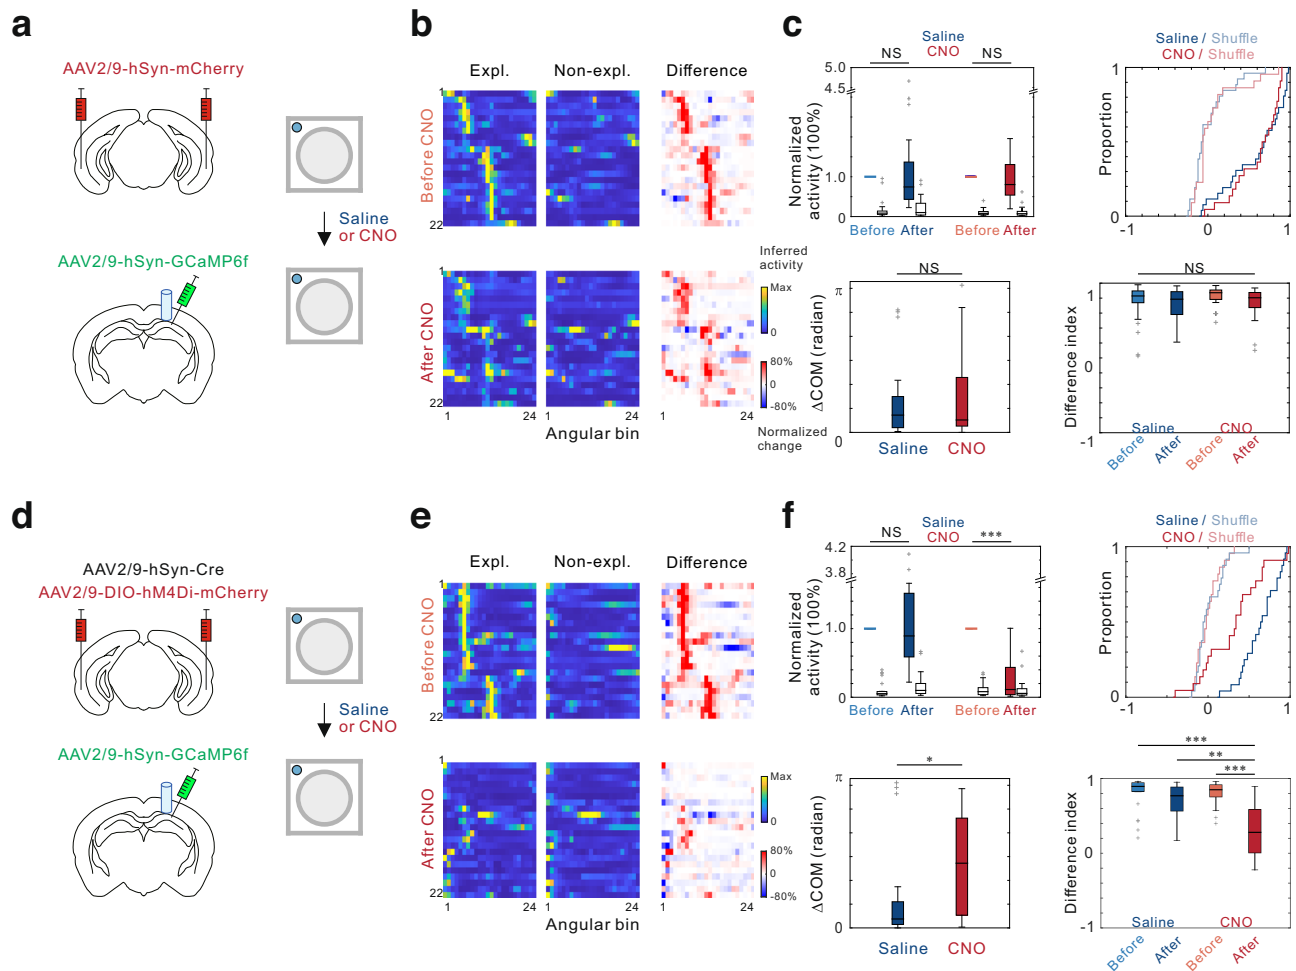 a
AAV2/9-hSyn-mCherry
Saline
or CNO
AAV2/9-hSyn-GCaMP6f
b
Expl.
Non-expl.
Difference
Before CNO
1
22
After CNO
1
22
1
24
1
24
Angular bin
Inferred
activity
Max
0
80%
0
-80%
Normalized
change
c
Saline
CNO
NS
NS
5.0
4.5
1.0
0
Normalized
activity (100%)
Before
After
Before
After
Saline / Shuffle
CNO / Shuffle
Proportion
1
0
-1
0
1
NS
π
0
ΔCOM (radian)
Saline
CNO
NS
1
0
-1
Difference index
Saline
CNO
Before
After
Before
After
d
AAV2/9-hSyn-Cre
AAV2/9-DIO-hM4Di-mCherry
Saline
or CNO
AAV2/9-hSyn-GCaMP6f
e
Expl.
Non-expl.
Difference
Before CNO
1
22
After CNO
1
22
1
24
1
24
Angular bin
Max
0
80%
0
-80%
f
Saline
CNO
NS
***
4.2
3.8
1.0
0
Normalized
activity (100%)
Before
After
Before
After
Saline / Shuffle
CNO / Shuffle
Proportion
1
0
-1
0
1
*
π
0
ΔCOM (radian)
Saline
CNO
***
**
***
1
0
-1
Difference index
Saline
CNO
Before
After
Before
After